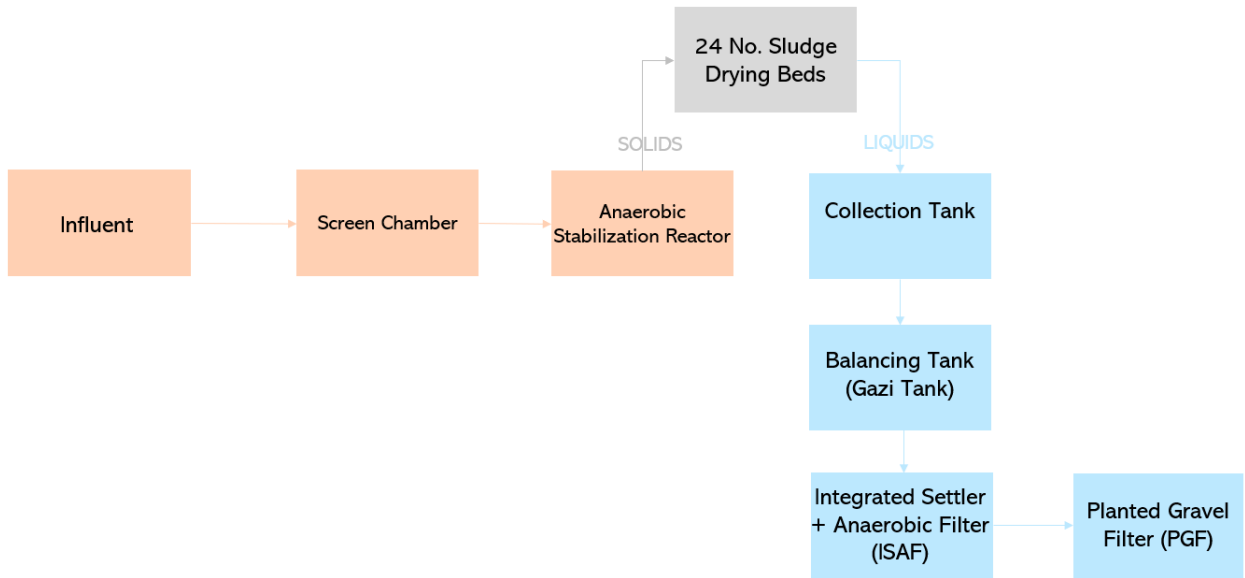 24 No. Sludge
Drying Beds
SOLIDS
LIQUIDS
Influent
Screen Chamber
Anaerobic
Stabilization Reactor
Collection Tank
Balancing Tank
(Gazi Tank)
Integrated Settler
+ Anaerobic Filter
(ISAF)
Planted Gravel
Filter (PGF)